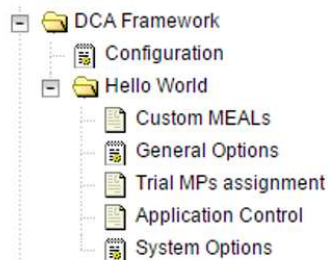 DCA Framework
Configuration
Hello World
Custom MEALs
General Options
Trial MPs assignment
Application Control
System Options